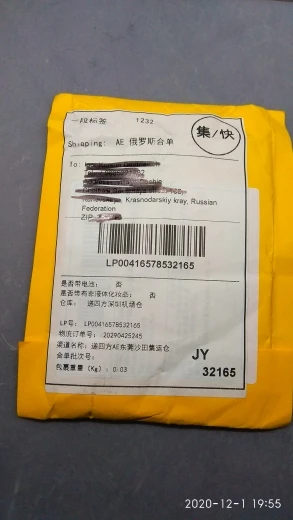 一段标签 1232
集/快
Shipping: AE 俄罗斯合单
To:
Krasnodarskiy kray, Russian
Federation
ZIP
LP00416578532165
是否带电池: 否
是否带有非液体化妆品: 否
仓库: 递四方深圳机场仓
LP号: LP00416578532165
物流订单号: 20290425245
渠道名称: 递四方AE东莞沙田集运仓
合单批次号:
包裹重量 (Kg): 0.03
JY
32165
2020-12-1 19:55